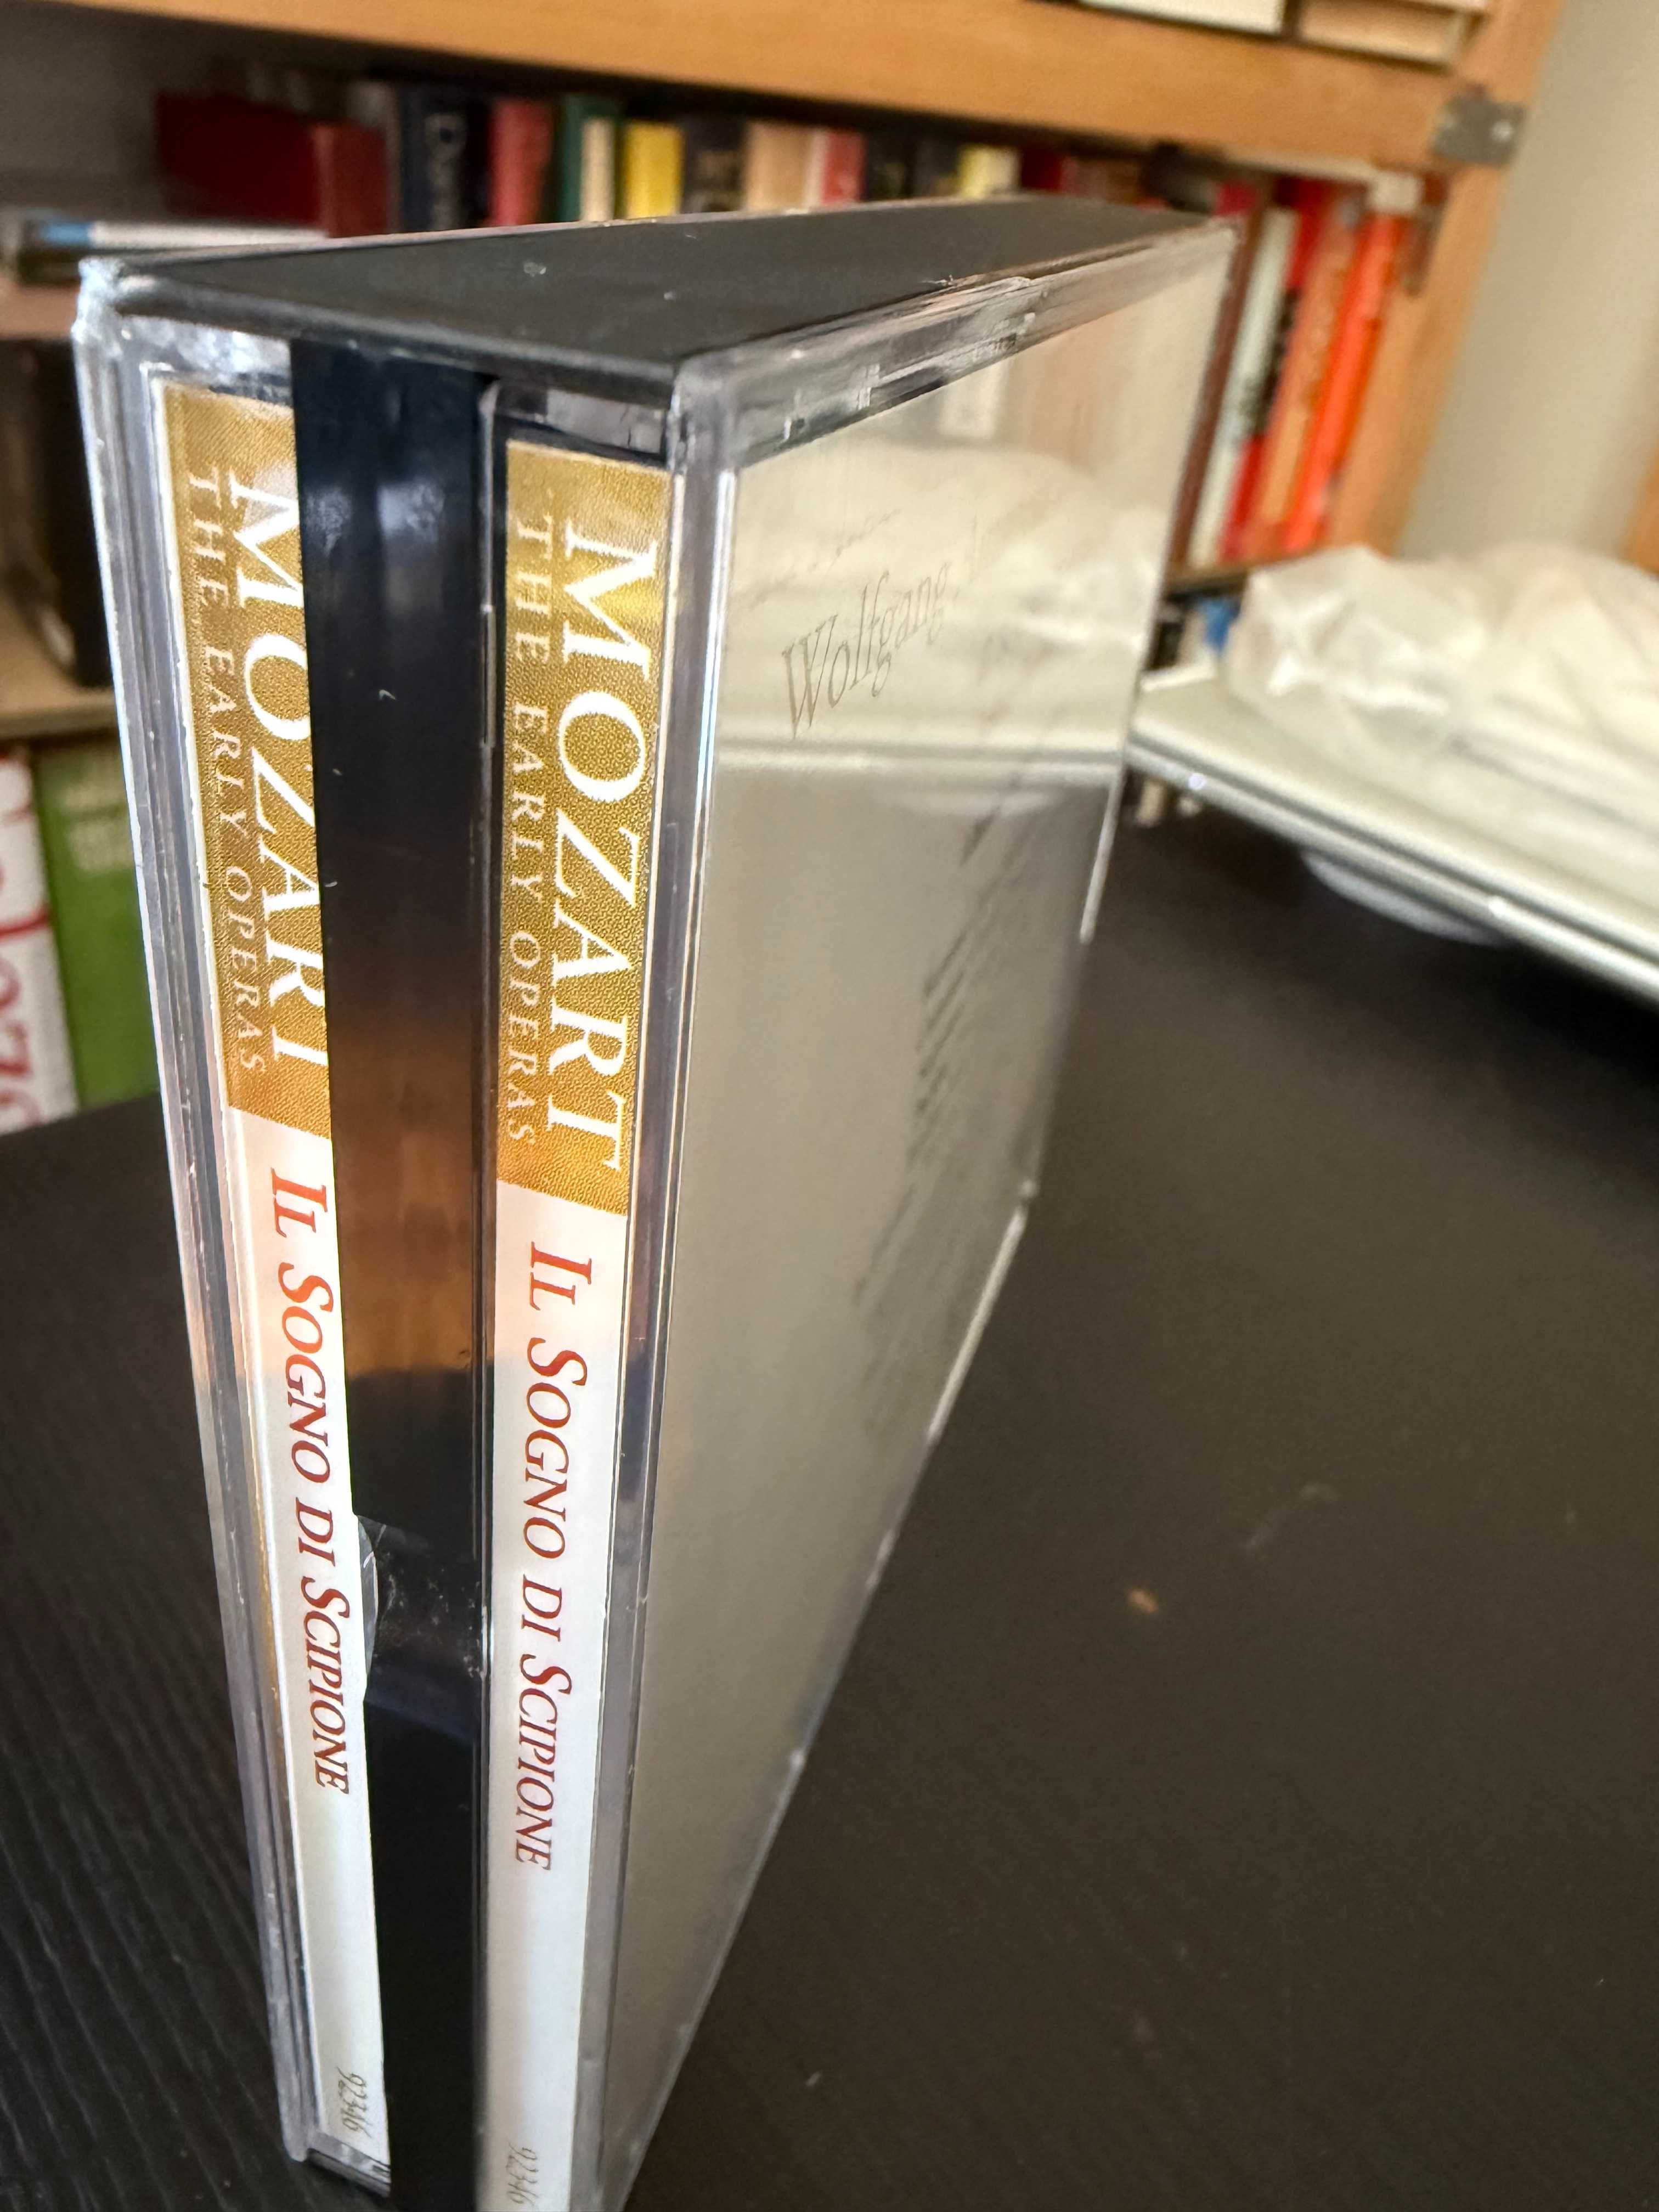 MOZART
THE EARLY OPERAS
IL SOGNO DI SCIPIONE
92346
MOZART
THE EARLY OPERAS
IL SOGNO DI SCIPIONE
92346
Wolfgang